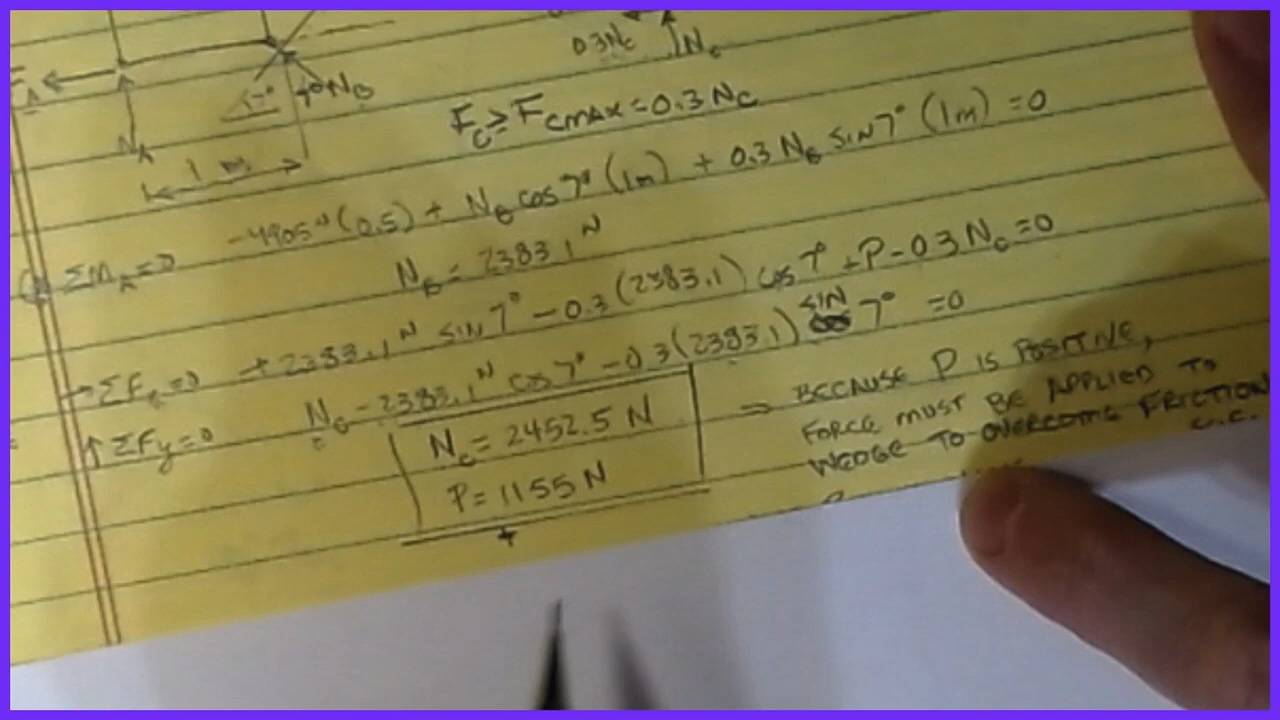 0.3Nc
Nc
FA
7°
7° NB
NA
1 m
Fc ≥ FCMAX = 0.3 Nc
ΣMA=0 -4905N (0.5) + NB cos 7° (1m) + 0.3 NB SIN 7° (1m) = 0
NB = 2383.1 N
→ ΣFx=0 +2383.1N SIN 7° - 0.3 (2383.1) cos 7° + P - 0.3 Nc = 0
↑ ΣFy=0 Nc - 2383.1N cos 7° - 0.3 (2383.1) SIN 7° = 0
Nc = 2452.5 N
P = 1155 N
⇒ BECAUSE P IS POSITIVE,
FORCE MUST BE APPLIED TO
WEDGE TO OVERCOME FRICTION